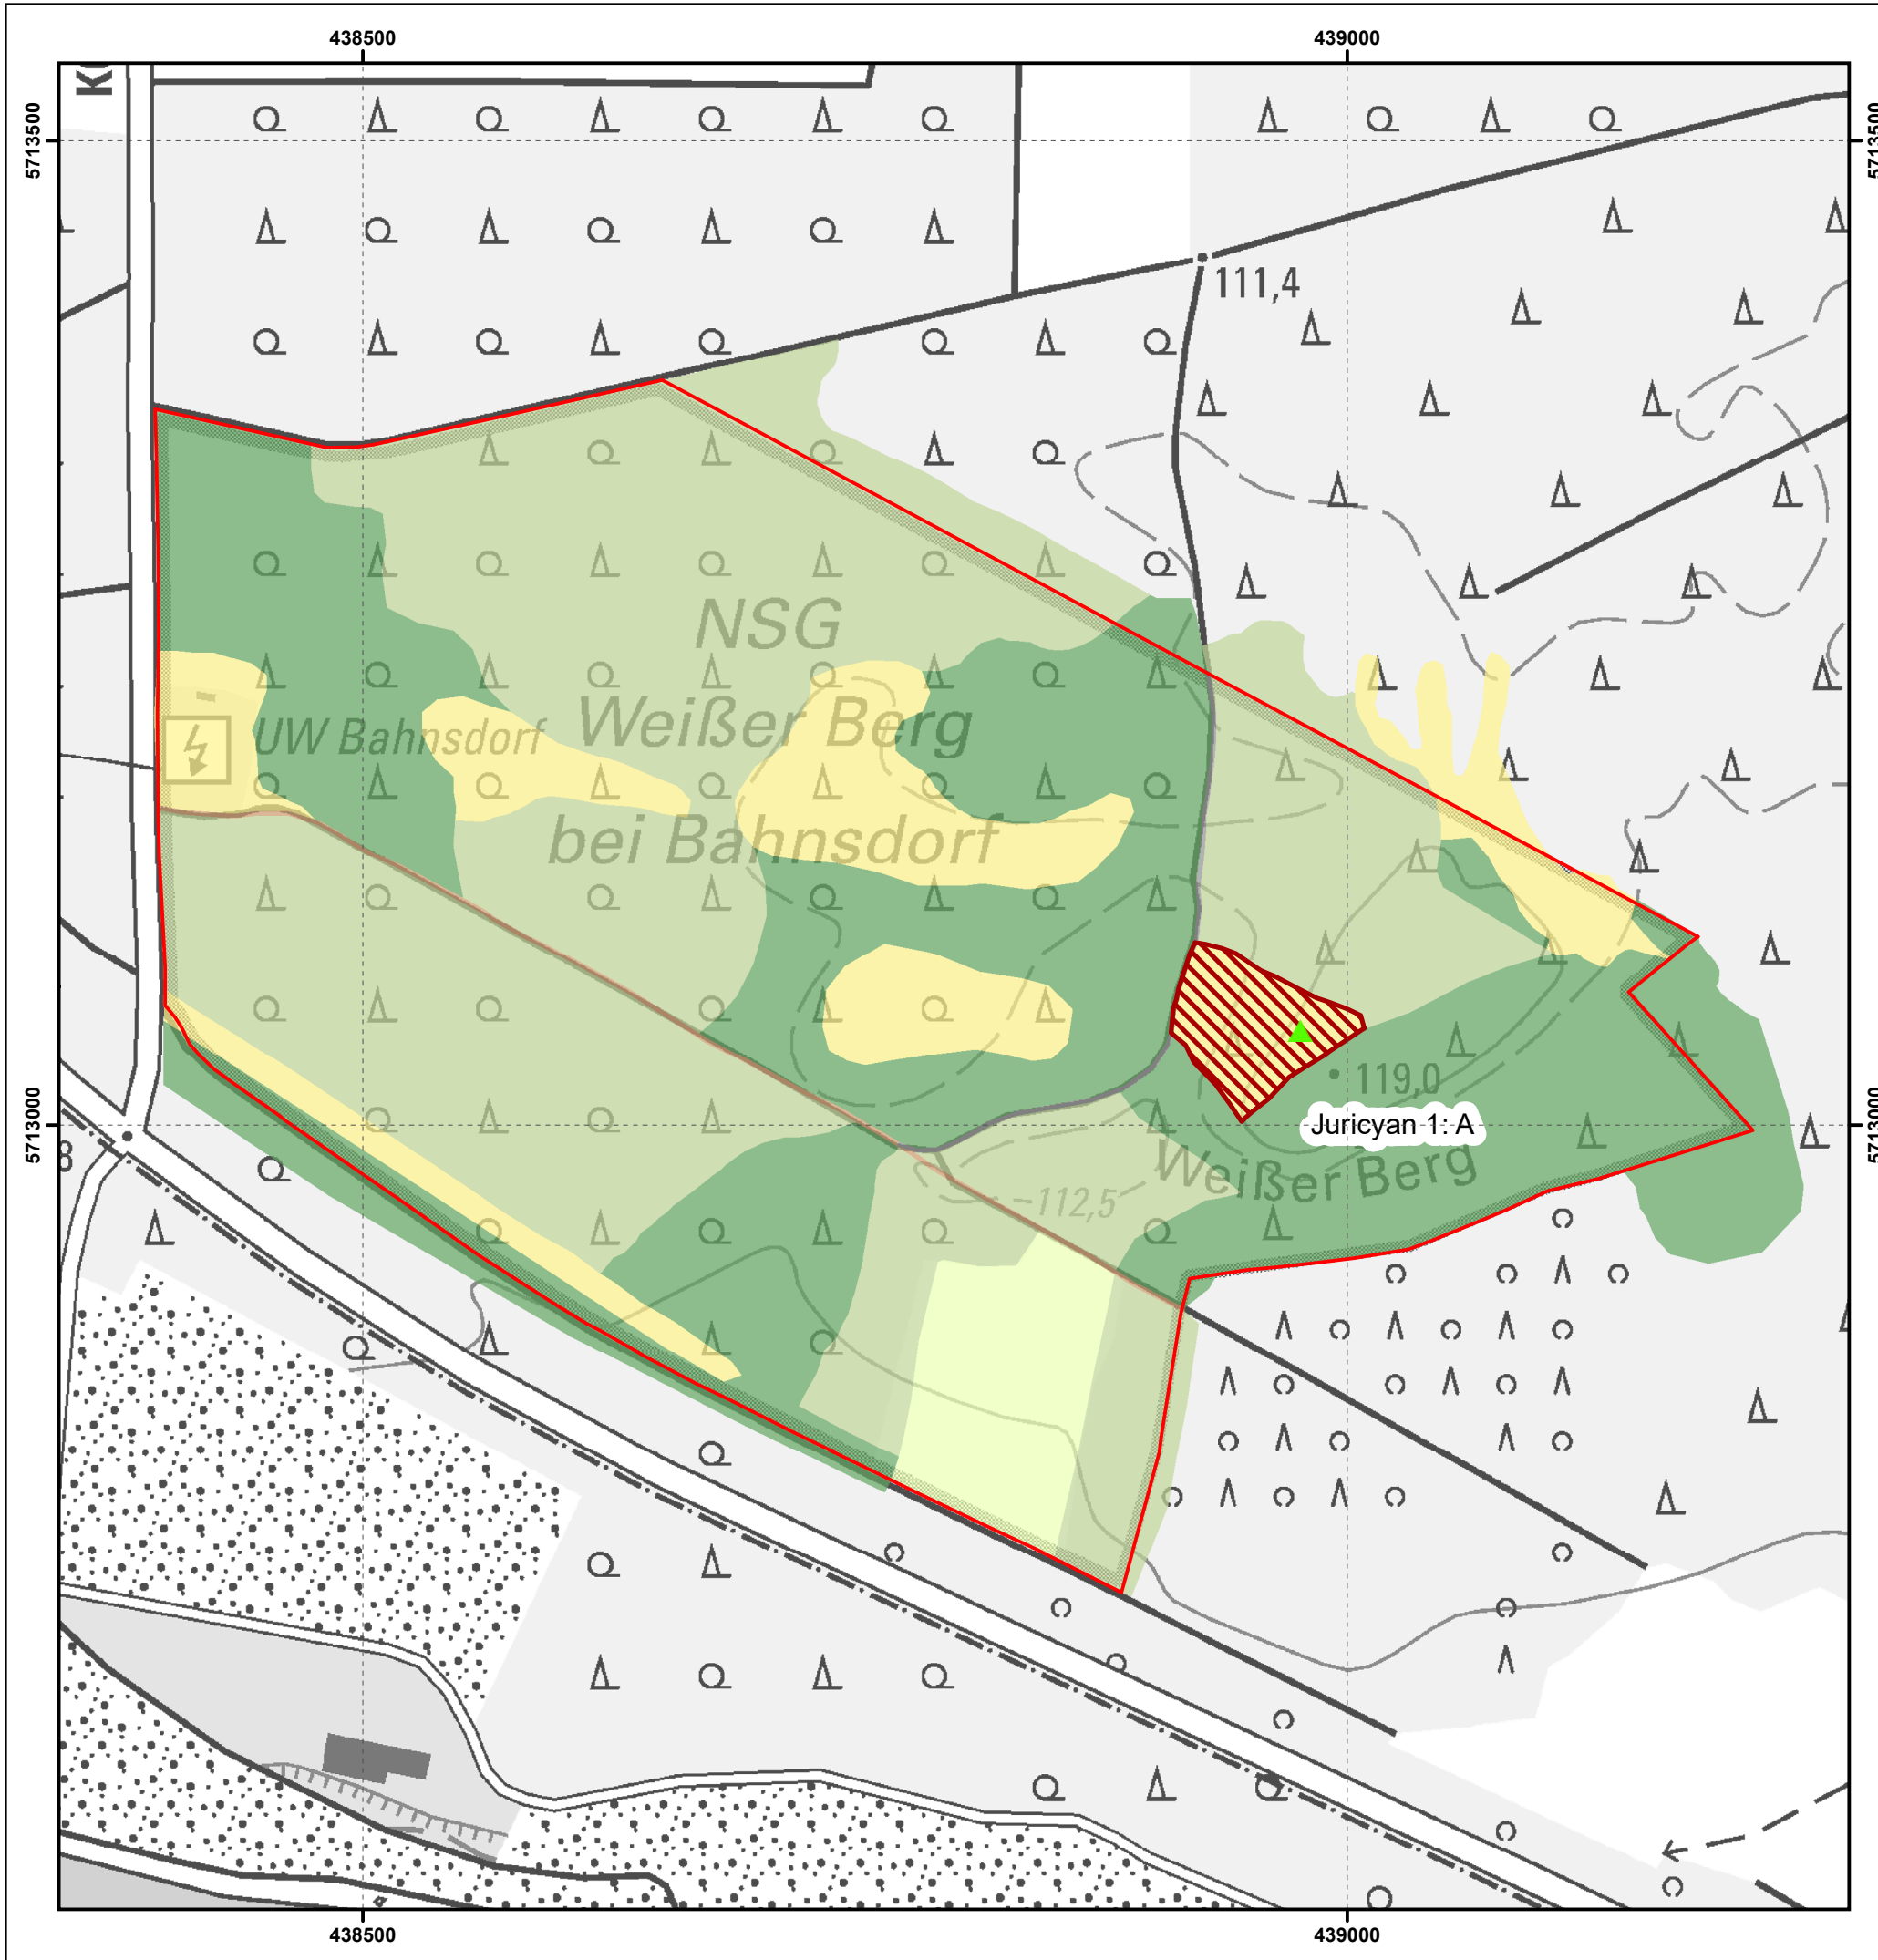 438500 439000
5713500 5713500
111,4
NSG
Weißer Berg
UW Bahnsdorf
bei Bahnsdorf
119,0
5713000 5713000
Juricyan 1: A
8
Weißer Berg
112,5
438500 439000